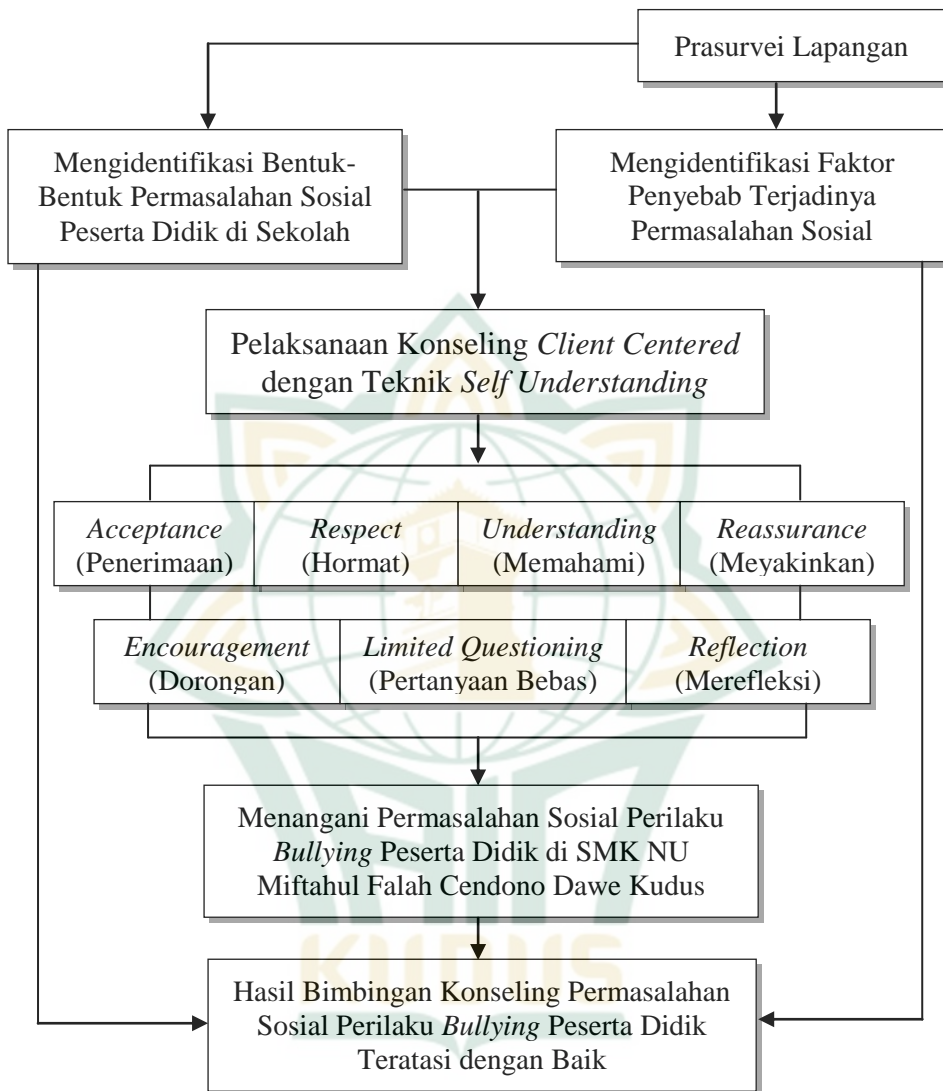 Prasurvei Lapangan
Mengidentifikasi Bentuk-
Bentuk Permasalahan Sosial
Peserta Didik di Sekolah
Mengidentifikasi Faktor
Penyebab Terjadinya
Permasalahan Sosial
Pelaksanaan Konseling Client Centered
dengan Teknik Self Understanding
Acceptance
(Penerimaan)
Respect
(Hormat)
Understanding
(Memahami)
Reassurance
(Meyakinkan)
Encouragement
(Dorongan)
Limited Questioning
(Pertanyaan Bebas)
Reflection
(Merefleksi)
Menangani Permasalahan Sosial Perilaku
Bullying Peserta Didik di SMK NU
Miftahul Falah Cendono Dawe Kudus
KUDUS
Hasil Bimbingan Konseling Permasalahan
Sosial Perilaku Bullying Peserta Didik
Teratasi dengan Baik